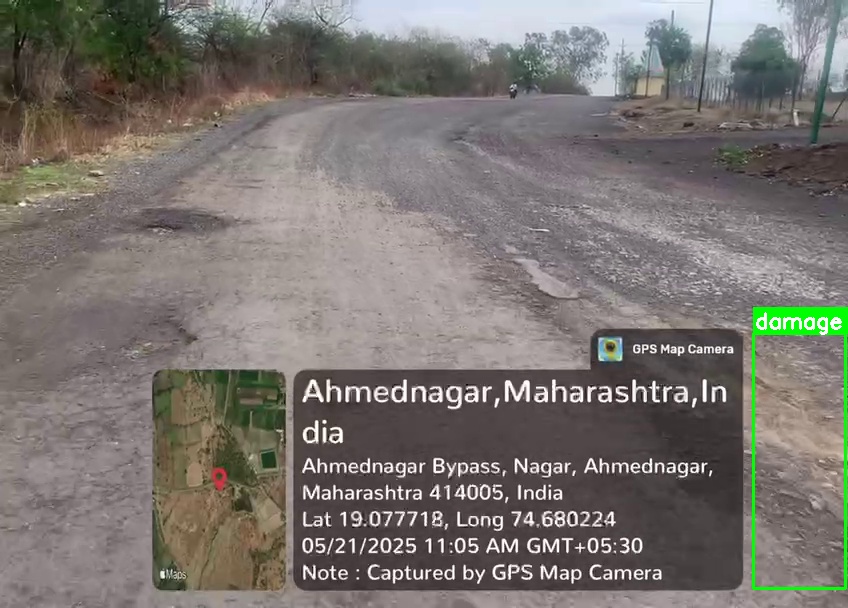 damage
GPS Map Camera
Ahmednagar,Maharashtra,In
dia
Ahmednagar Bypass, Nagar, Ahmednagar,
Maharashtra 414005, India
Lat 19.077718, Long 74.680224
05/21/2025 11:05 AM GMT+05:30
Note : Captured by GPS Map Camera
Maps